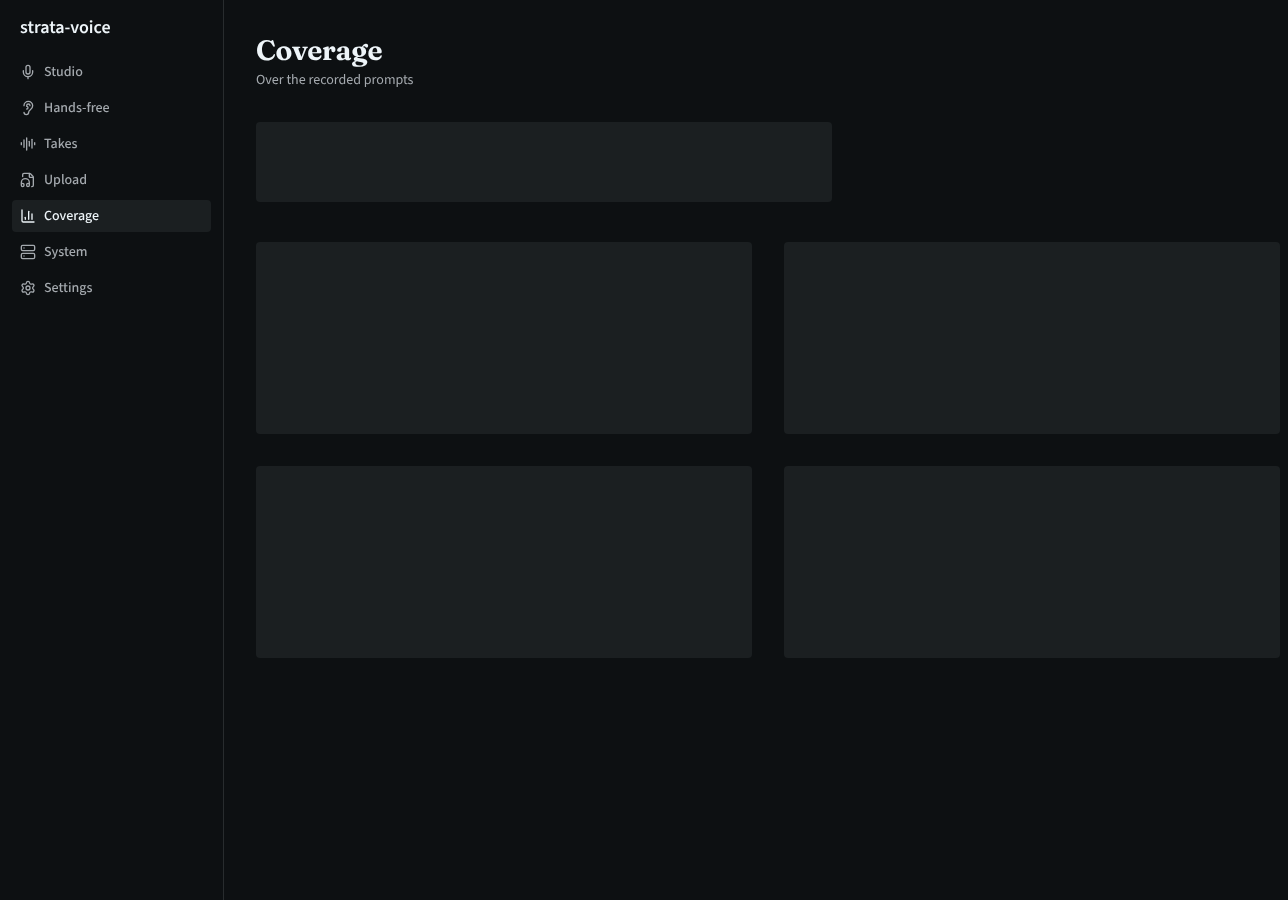 strata-voice
Studio
Hands-free
Takes
Upload
Coverage
System
Settings
Coverage
Over the recorded prompts